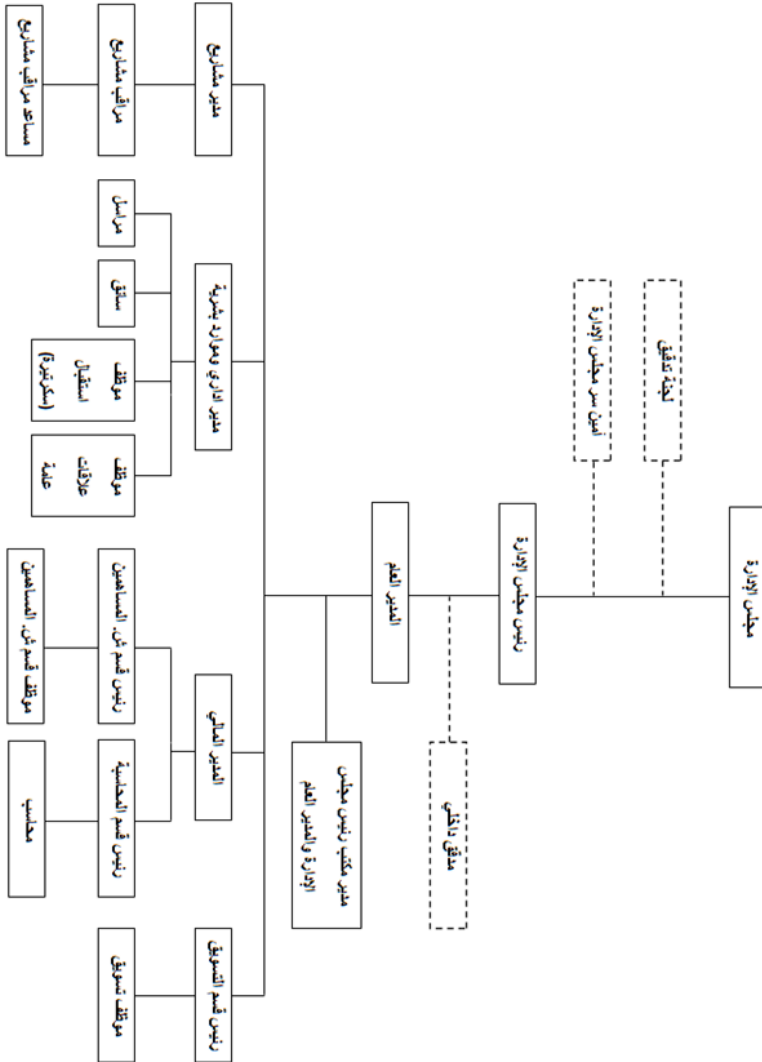 مجلس الإدارة
لجنة تدقيق
أمين سر مجلس الإدارة
رئيس مجلس الإدارة
مدقق داخلي
المدير العام
مدير مكتب رئيس مجلس
الإدارة والمدير العام
رئيس قسم التسويق
المدير المالي
مدير اداري وموارد بشرية
مدير مشاريع
موظف تسويق
رئيس قسم المحاسبة
رئيس قسم ش. المساهمين
موظف
علاقات
عامة
موظف
استقبال
(سكرتيرة)
سائق
مراسل
مراقب مشاريع
محاسب
موظف قسم ش. المساهمين
مساعد مراقب مشاريع